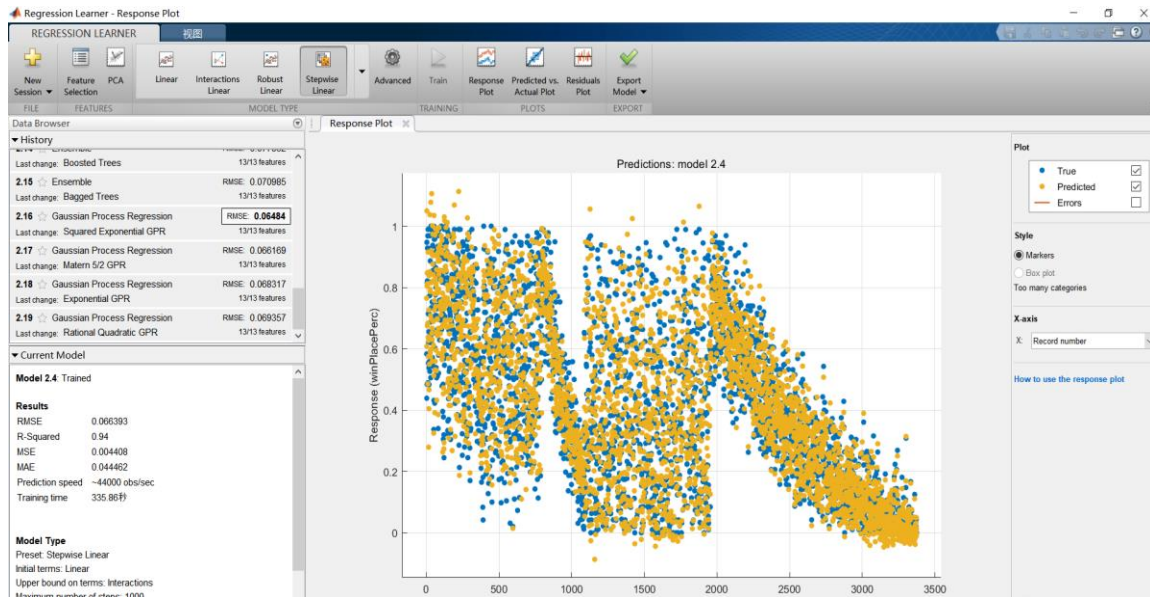 Regression Learner - Response Plot
REGRESSION LEARNER
视图
New Session
Feature Selection
PCA
Linear
Interactions Linear
Robust Linear
Stepwise Linear
Advanced
Train
Response Plot
Predicted vs. Actual Plot
Residuals Plot
Export Model
FILE
FEATURES
MODEL TYPE
TRAINING
PLOTS
EXPORT
Data Browser
History
Last change: Boosted Trees 13/13 features
2.15 Ensemble RMSE: 0.070985
Last change: Bagged Trees 13/13 features
2.16 Gaussian Process Regression RMSE: 0.06484
Last change: Squared Exponential GPR 13/13 features
2.17 Gaussian Process Regression RMSE: 0.066169
Last change: Matern 5/2 GPR 13/13 features
2.18 Gaussian Process Regression RMSE: 0.068317
Last change: Exponential GPR 13/13 features
2.19 Gaussian Process Regression RMSE: 0.069357
Last change: Rational Quadratic GPR 13/13 features
Current Model
Model 2.4: Trained
Results
RMSE 0.066393
R-Squared 0.94
MSE 0.004408
MAE 0.044462
Prediction speed ~44000 obs/sec
Training time 335.86秒
Model Type
Preset: Stepwise Linear
Initial terms: Linear
Upper bound on terms: Interactions
Maximum number of steps: 1000
Response Plot
Predictions: model 2.4
Response (winPlacePerc)
1
0.8
0.6
0.4
0.2
0
0 500 1000 1500 2000 2500 3000 3500
Plot
True
Predicted
Errors
Style
Markers
Box plot
Too many categories
X-axis
X: Record number
How to use the response plot